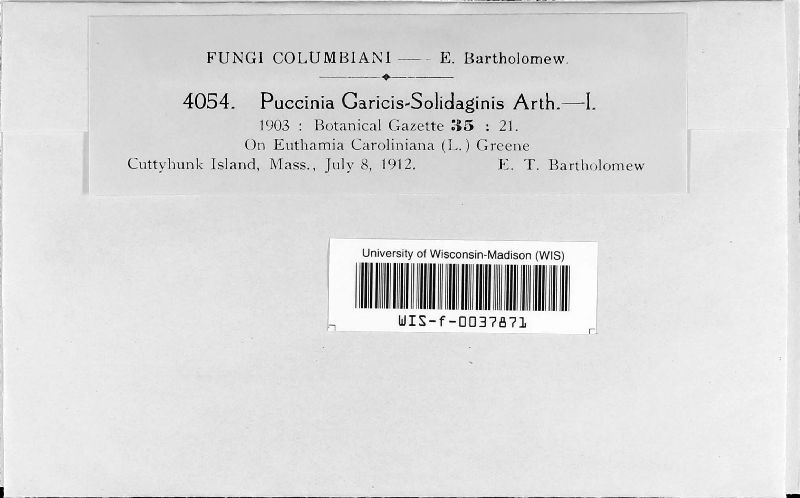 FUNGI COLUMBIANI — - E. Bartholomew.
4054. Puccinia Caricis-Solidaginis Arth.—I.
1903 : Botanical Gazette 35 : 21.
On Euthamia Caroliniana (L.) Greene
Cuttyhunk Island, Mass., July 8, 1912. E. T. Bartholomew
University of Wisconsin-Madison (WIS)
WIS-f-0037871